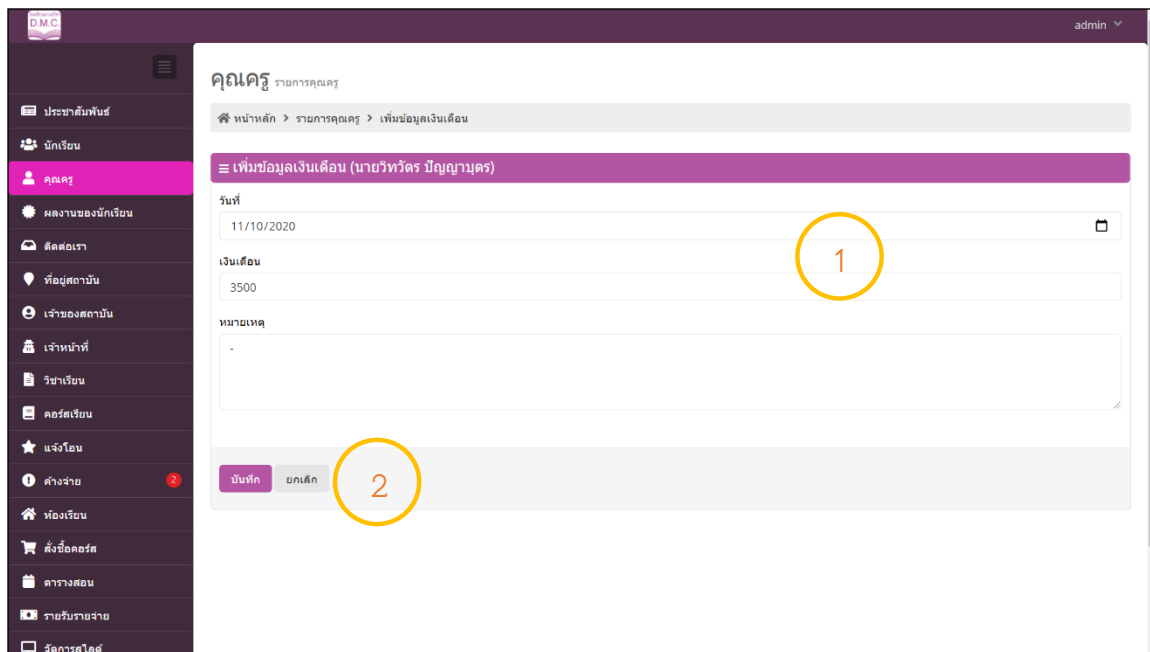 D.M.C.
admin
คุณครู รายการคุณครู
หน้าหลัก > รายการคุณครู > เพิ่มข้อมูลเงินเดือน
ประชาสัมพันธ์
นักเรียน
คุณครู
ผลงานของนักเรียน
ติดต่อเรา
ที่อยู่สถาบัน
เจ้าของสถาบัน
เจ้าหน้าที่
วิชาเรียน
คอร์สเรียน
แจ้งโอน
ค้างจ่าย 2
ห้องเรียน
สั่งซื้อคอร์ส
ตารางสอน
รายรับรายจ่าย
จัดการสไลด์
เพิ่มข้อมูลเงินเดือน (นายวิทวัตร ปัญญาบุตร)
วันที่
11/10/2020
1
เงินเดือน
3500
หมายเหตุ
-
บันทึก ยกเลิก
2